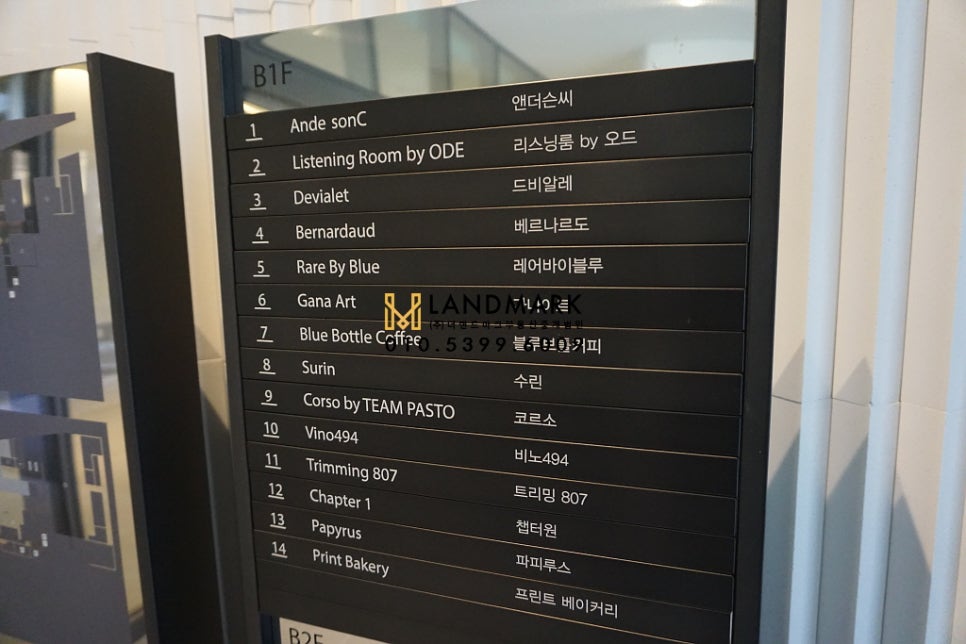 B1F
1 Ande sonC 앤더슨씨
2 Listening Room by ODE 리스닝룸 by 오드
3 Devialet 드비알레
4 Bernardaud 베르나르도
5 Rare By Blue 레어바이블루
6 Gana Art
LANDMARK
7 Blue Bottle Coffee
8 Surin 수린
9 Corso by TEAM PASTO 코르소
10 Vino494 비노494
11 Trimming 807 트리밍 807
12 Chapter 1 챕터원
13 Papyrus 파피루스
14 Print Bakery 프린트 베이커리
B2F